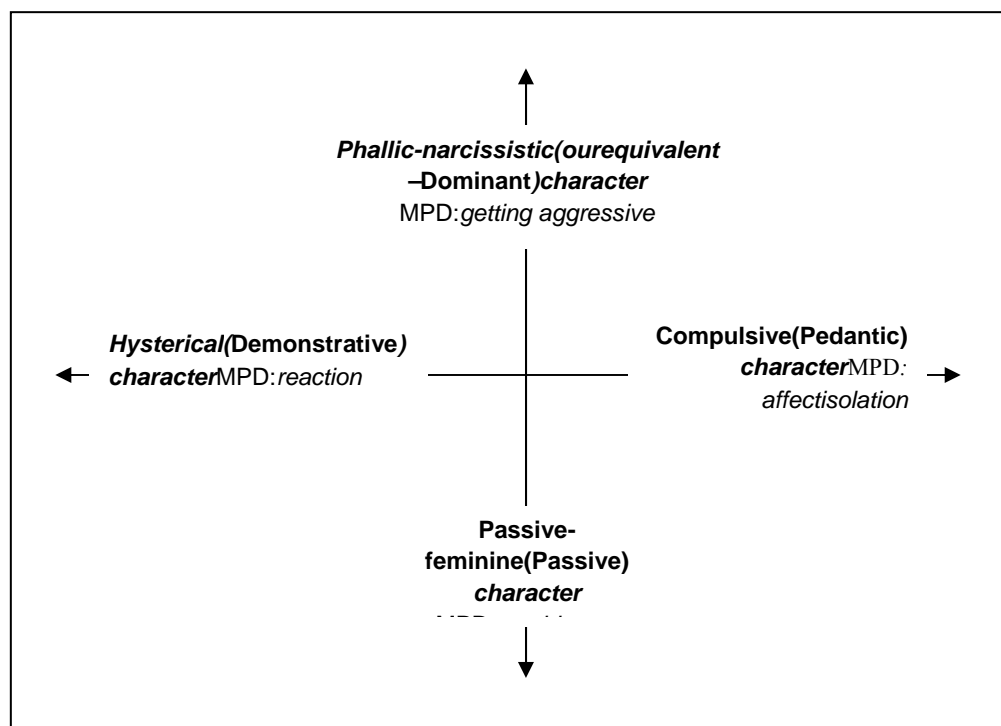 Phallic-narcissistic(ourequivalent
–Dominant)character
MPD:getting aggressive
Hysterical(Demonstrative)
characterMPD:reaction
Compulsive(Pedantic)
characterMPD:
affectisolation
Passive-
feminine(Passive)
character